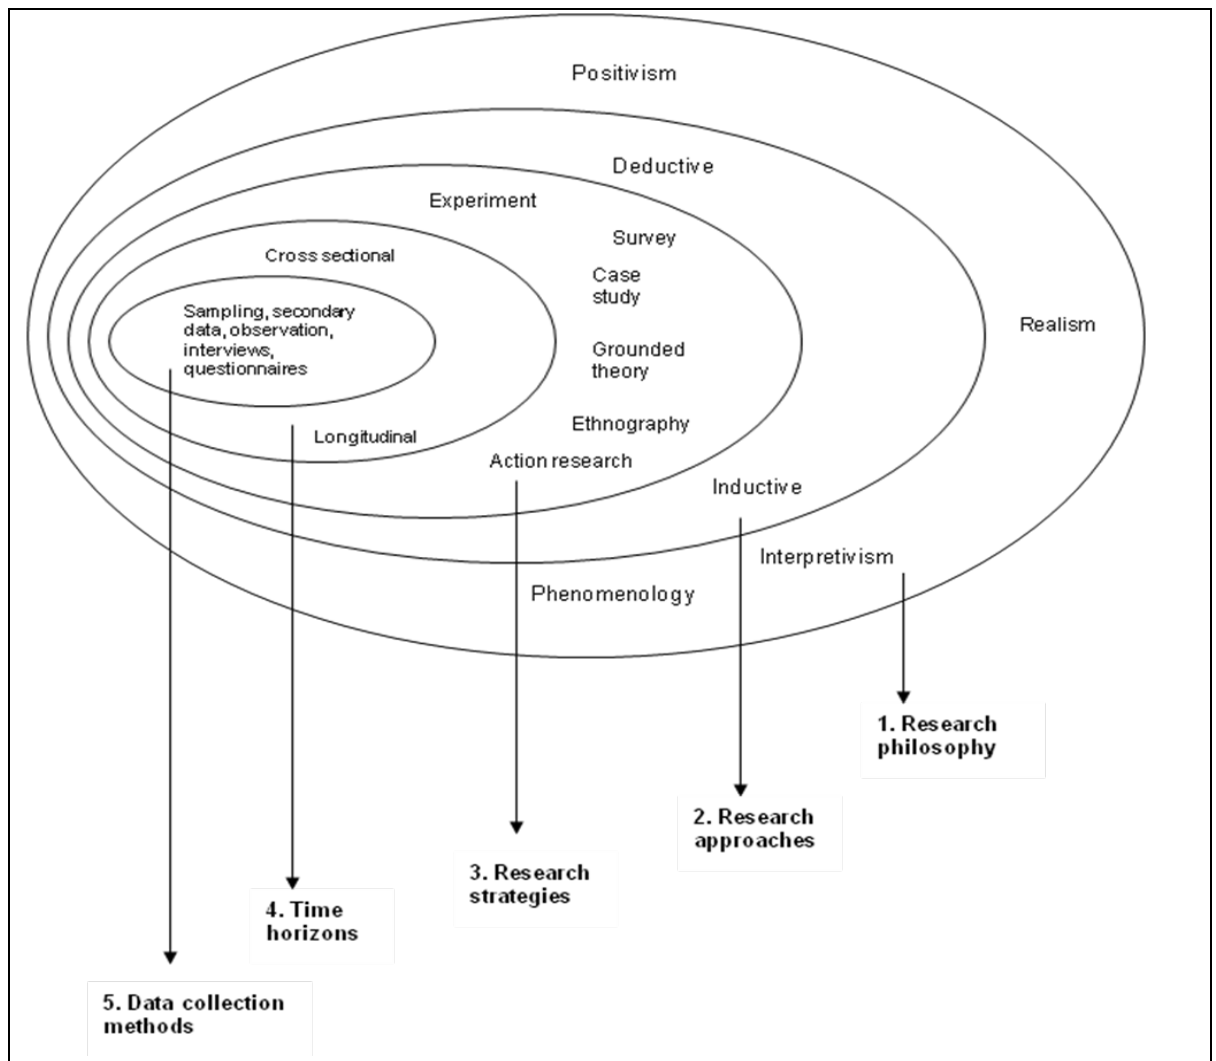 Positivism
Deductive
Experiment
Survey
Cross sectional
Case
study
Sampling, secondary
data, observation,
interviews,
questionnaires
Realism
Grounded
theory
Ethnography
Longitudinal
Action research
Inductive
Interpretivism
Phenomenology
1. Research
philosophy
2. Research
approaches
3. Research
strategies
4. Time
horizons
5. Data collection
methods